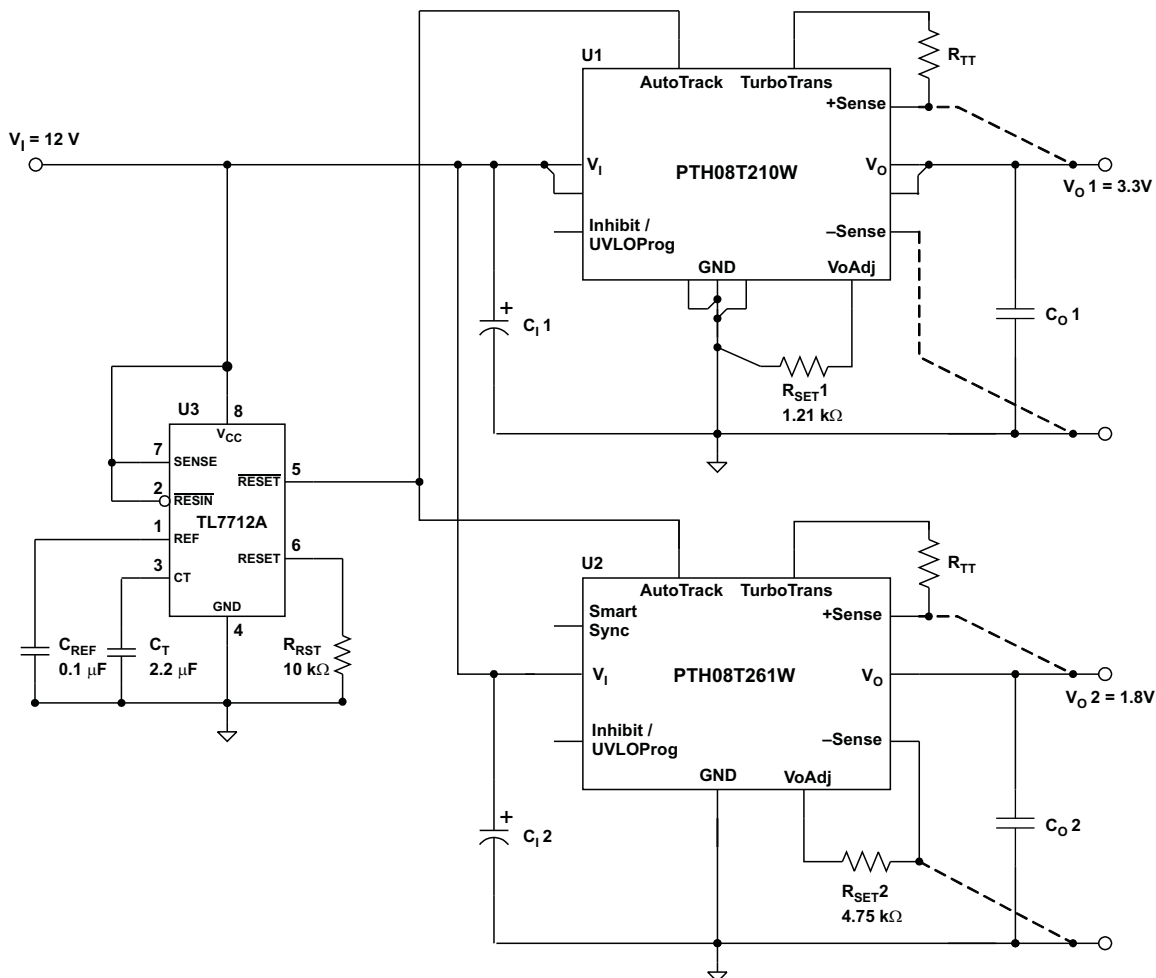 U1
AutoTrack TurboTrans
R_TT
+Sense
V_I = 12 V
V_I
PTH08T210W
V_O
V_O 1 = 3.3V
Inhibit /
UVLOProg
–Sense
GND VoAdj
+
C_I 1
C_O 1
R_SET1
1.21 kΩ
U3
8
V_CC
7
SENSE
5
RESET
2
RESIN
TL7712A
1
REF
6
RESET
3
CT
GND
4
C_REF
0.1 μF
C_T
2.2 μF
R_RST
10 kΩ
U2
AutoTrack TurboTrans
R_TT
Smart
Sync
+Sense
V_I
PTH08T261W
V_O
V_O 2 = 1.8V
Inhibit /
UVLOProg
–Sense
GND VoAdj
+
C_I 2
C_O 2
R_SET2
4.75 kΩ